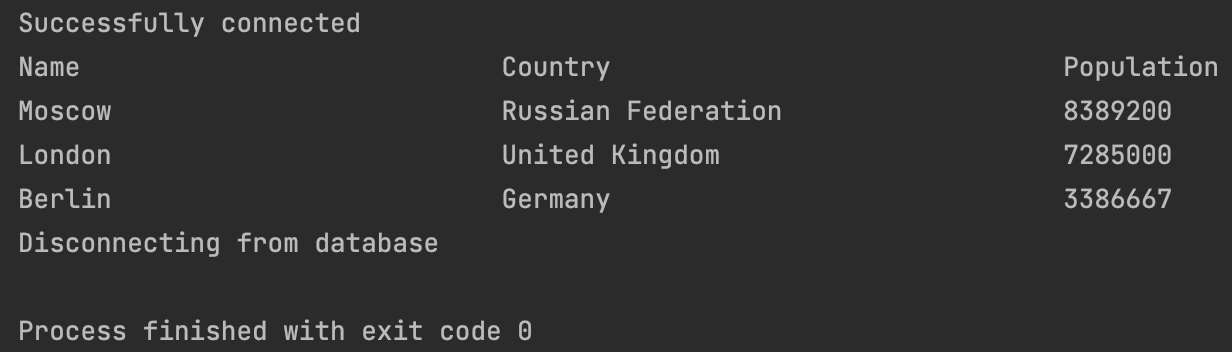 Successfully connected
Name Country Population
Moscow Russian Federation 8389200
London United Kingdom 7285000
Berlin Germany 3386667
Disconnecting from database
Process finished with exit code 0